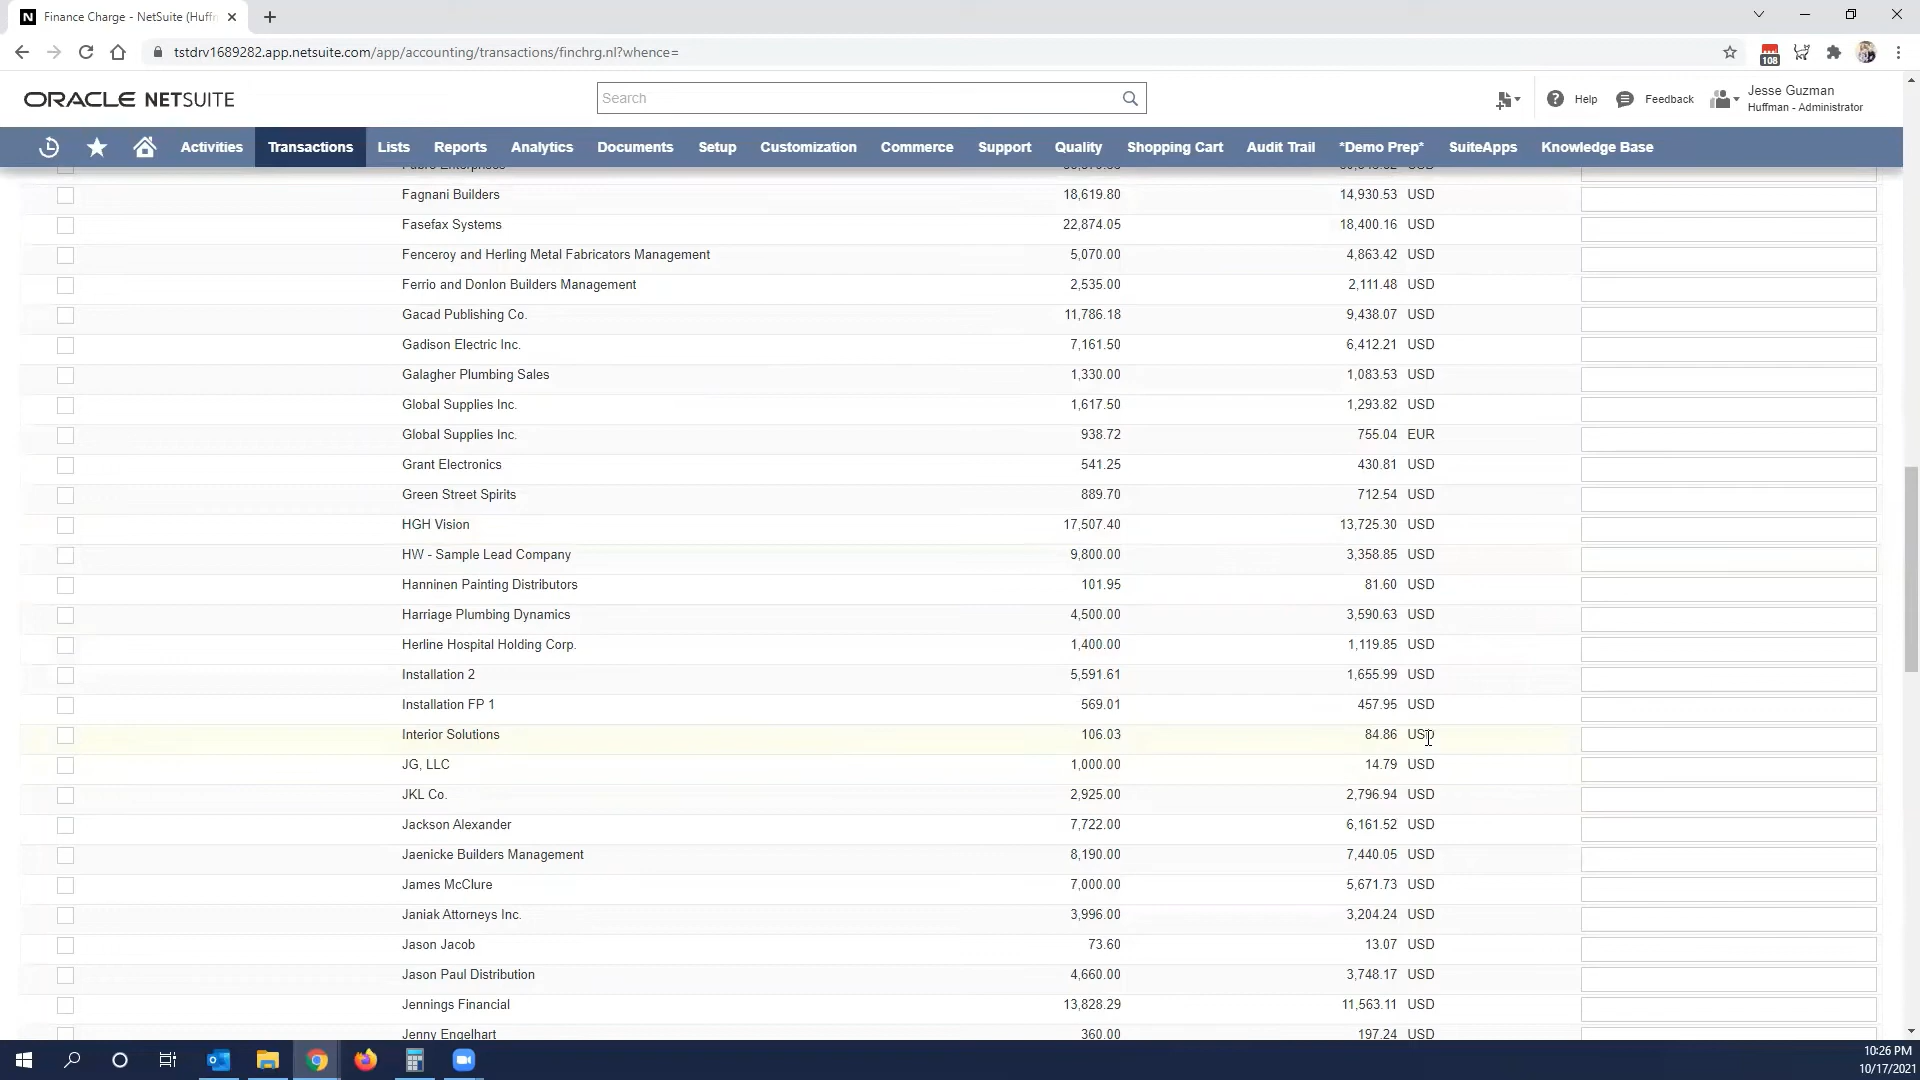 Finance Charge - NetSuite (Huffm
tstdrv1689282.app.netsuite.com/app/accounting/transactions/finchrg.nl?whence=
108
ORACLE NETSUITE
Search
Help
Feedback
Jesse Guzman
Huffman - Administrator
Activities Transactions Lists Reports Analytics Documents Setup Customization Commerce Support Quality Shopping Cart Audit Trail *Demo Prep* SuiteApps Knowledge Base
Fagnani Builders 18,619.80 14,930.53 USD
Fasefax Systems 22,874.05 18,400.16 USD
Fenceroy and Herling Metal Fabricators Management 5,070.00 4,863.42 USD
Ferrio and Donlon Builders Management 2,535.00 2,111.48 USD
Gacad Publishing Co. 11,786.18 9,438.07 USD
Gadison Electric Inc. 7,161.50 6,412.21 USD
Galagher Plumbing Sales 1,330.00 1,083.53 USD
Global Supplies Inc. 1,617.50 1,293.82 USD
Global Supplies Inc. 938.72 755.04 EUR
Grant Electronics 541.25 430.81 USD
Green Street Spirits 889.70 712.54 USD
HGH Vision 17,507.40 13,725.30 USD
HW - Sample Lead Company 9,800.00 3,358.85 USD
Hanninen Painting Distributors 101.95 81.60 USD
Harriage Plumbing Dynamics 4,500.00 3,590.63 USD
Herline Hospital Holding Corp. 1,400.00 1,119.85 USD
Installation 2 5,591.61 1,655.99 USD
Installation FP 1 569.01 457.95 USD
Interior Solutions 106.03 84.86 USD
JG, LLC 1,000.00 14.79 USD
JKL Co. 2,925.00 2,796.94 USD
Jackson Alexander 7,722.00 6,161.52 USD
Jaenicke Builders Management 8,190.00 7,440.05 USD
James McClure 7,000.00 5,671.73 USD
Janiak Attorneys Inc. 3,996.00 3,204.24 USD
Jason Jacob 73.60 13.07 USD
Jason Paul Distribution 4,660.00 3,748.17 USD
Jennings Financial 13,828.29 11,563.11 USD
Jenny Engelhart 360.00 197.24 USD
10:26 PM
10/17/2021